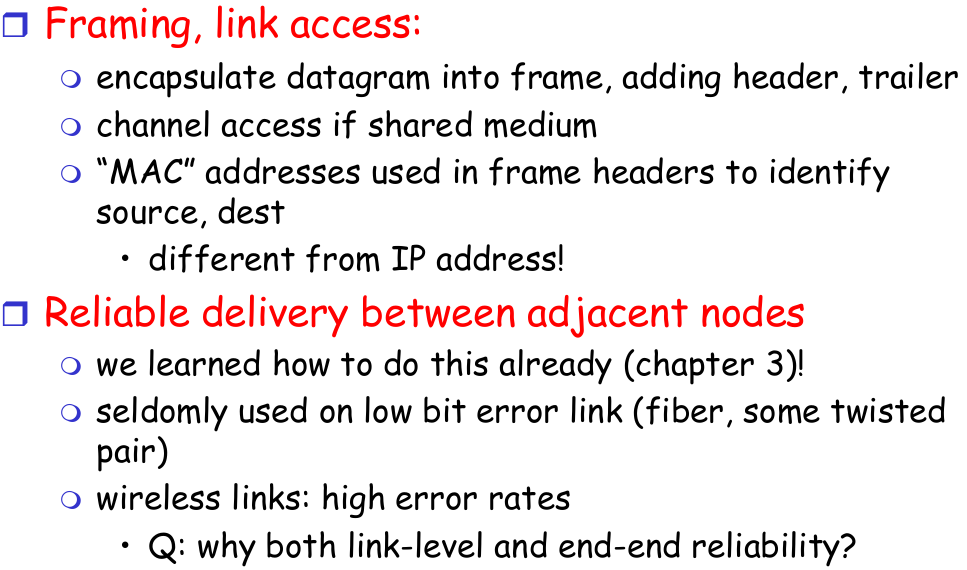 Framing, link access:
encapsulate datagram into frame, adding header, trailer
channel access if shared medium
“MAC” addresses used in frame headers to identify
source, dest
• different from IP address!
Reliable delivery between adjacent nodes
we learned how to do this already (chapter 3)!
seldomly used on low bit error link (fiber, some twisted
pair)
wireless links: high error rates
• Q: why both link-level and end-end reliability?